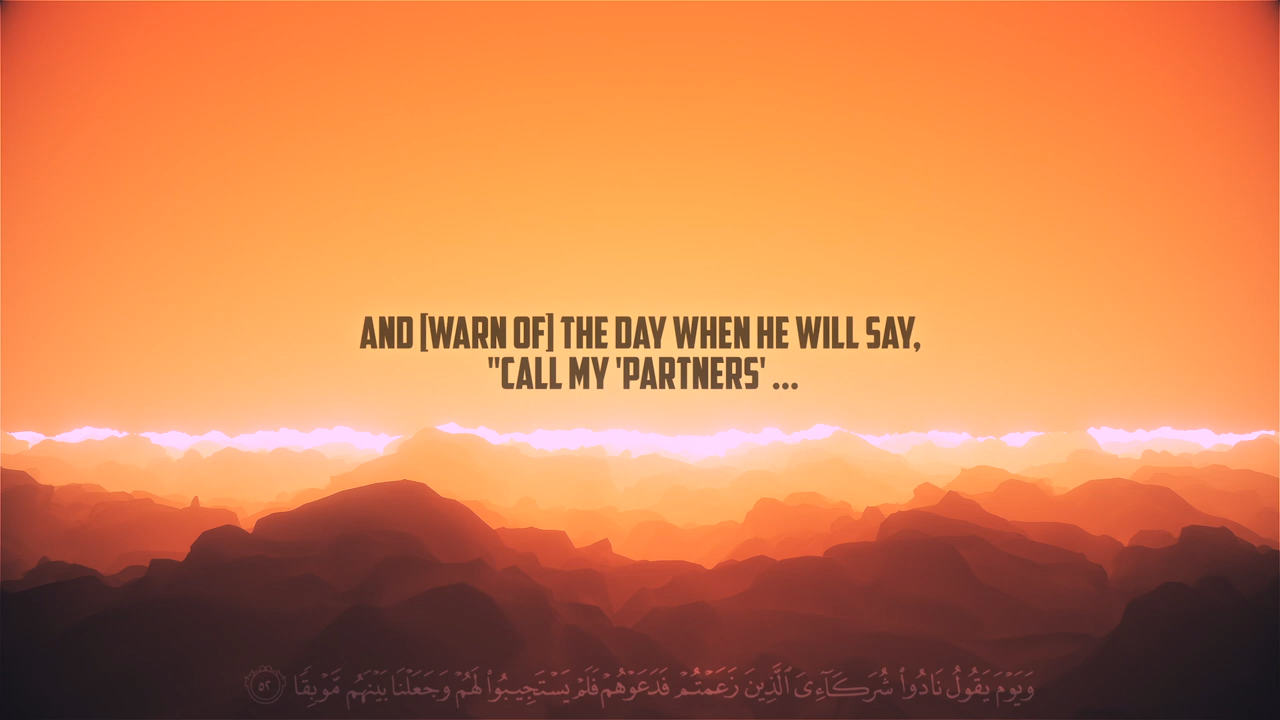 AND [WARN OF] THE DAY WHEN HE WILL SAY,
"CALL MY 'PARTNERS' ...
وَيَوْمَ يَقُولُ نَادُوا۟ شُرَكَآءِىَ ٱلَّذِينَ زَعَمْتُمْ فَدَعَوْهُمْ فَلَمْ يَسْتَجِيبُوا۟ لَهُمْ وَجَعَلْنَا بَيْنَهُم مَّوْبِقًا ٥٢